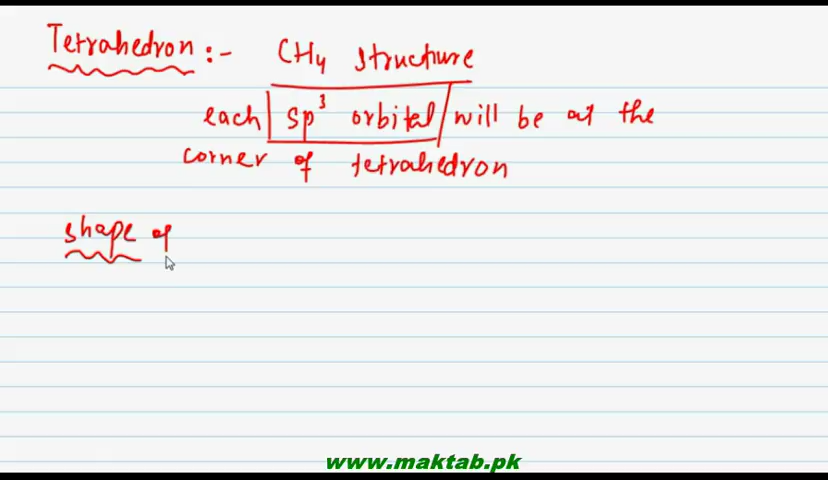 Tetrahedron :- CH4 structure
each sp³ orbital will be at the
corner of tetrahedron
shape of
www.maktab.pk